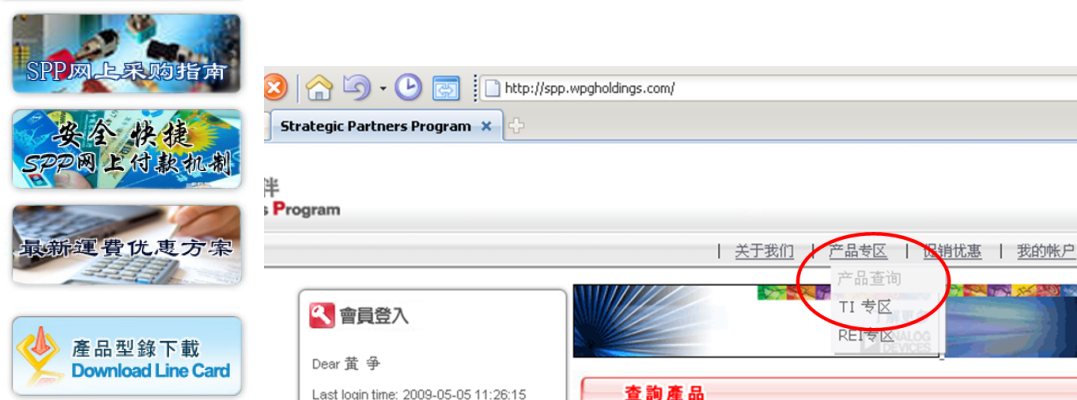 SPP网上采购指南
安全 快捷
SPP网上付款机制
最新運費优惠方案
產品型錄下載
Download Line Card
http://spp.wpgholdings.com/
Strategic Partners Program
伴
s Program
| 关于我们 | 产品专区 | 促销优惠 | 我的帐户
产品查询
TI 专区
REI专区
ANALOG
DEVICES
會員登入
Dear 黄 争
Last login time: 2009-05-05 11:26:15
查詢產品